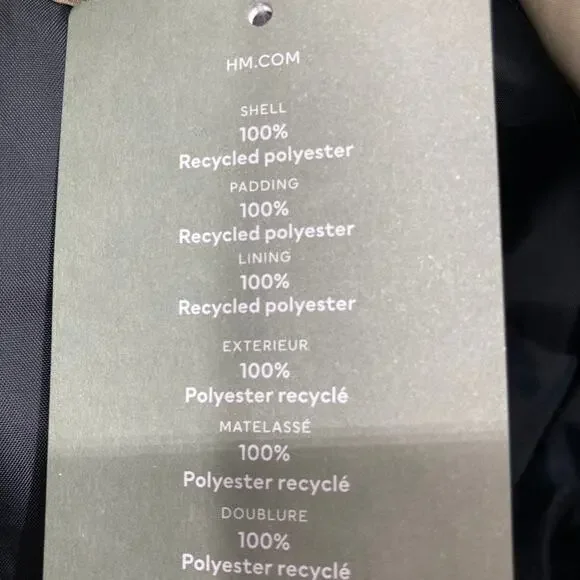 HM.COM
SHELL
100%
Recycled polyester
PADDING
100%
Recycled polyester
LINING
100%
Recycled polyester
EXTERIEUR
100%
Polyester recyclé
MATELASSÉ
100%
Polyester recyclé
DOUBLURE
100%
Polyester recyclé